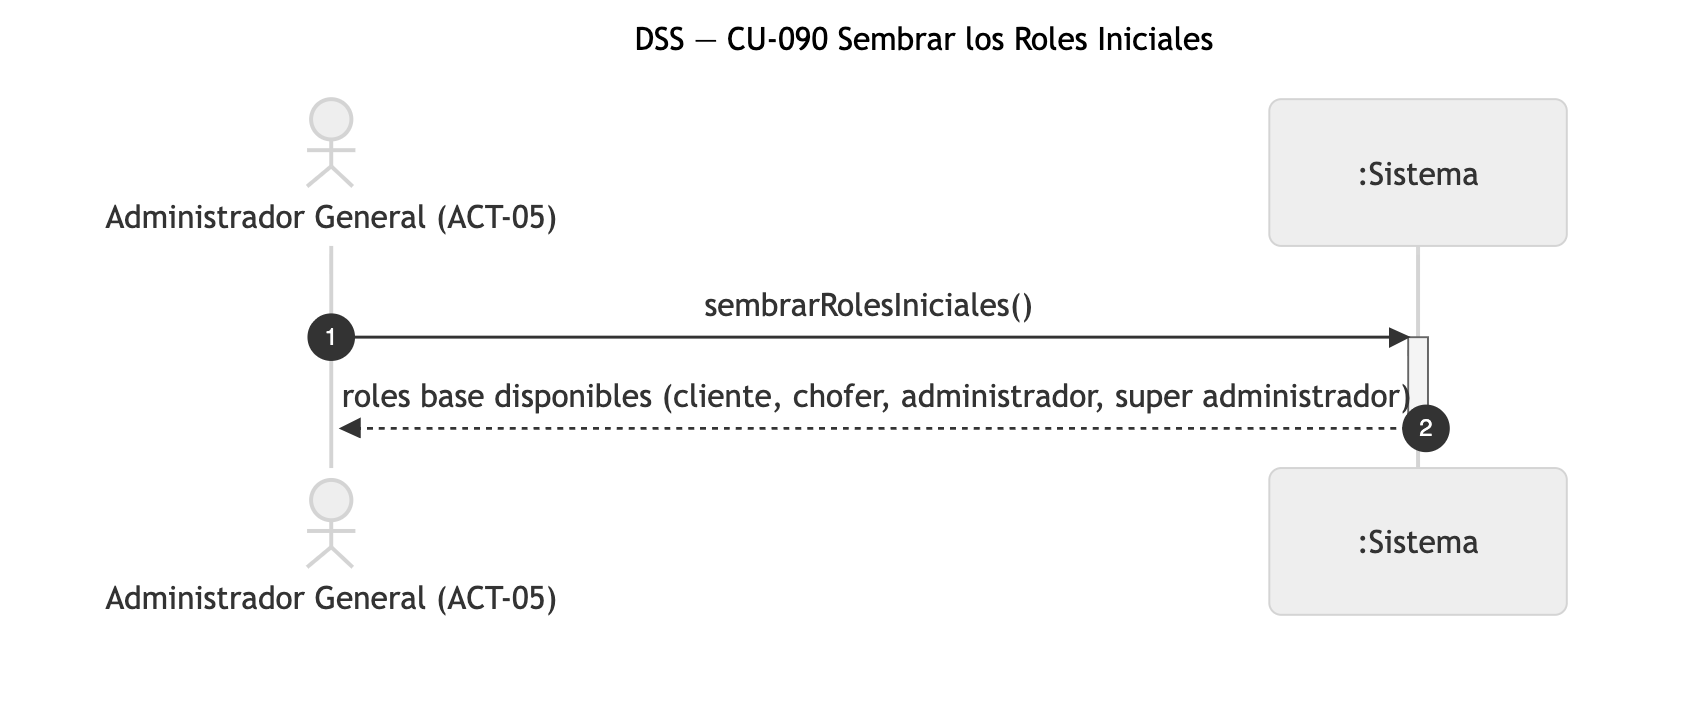 DSS — CU-090 Sembrar los Roles Iniciales
Administrador General (ACT-05)
:Sistema
sembrarRolesIniciales()
1
roles base disponibles (cliente, chofer, administrador, super administrador)
2
Administrador General (ACT-05)
:Sistema